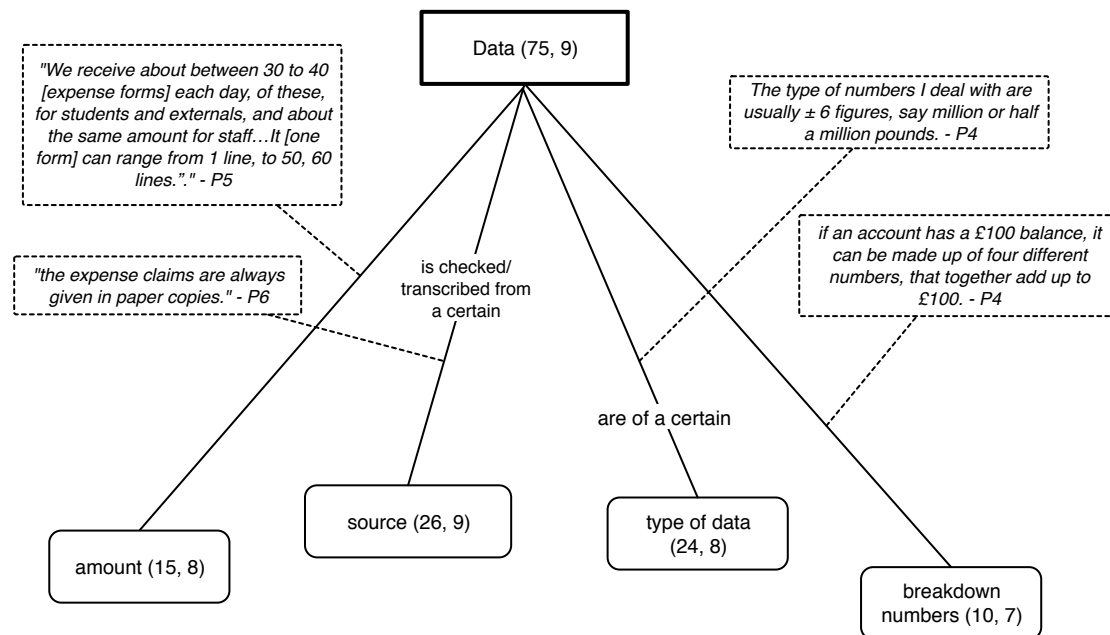 Data (75, 9)
"We receive about between 30 to 40
[expense forms] each day, of these,
for students and externals, and about
the same amount for staff…It [one
form] can range from 1 line, to 50, 60
lines."." - P5
The type of numbers I deal with are
usually ± 6 figures, say million or half
a million pounds. - P4
if an account has a £100 balance, it
can be made up of four different
numbers, that together add up to
£100. - P4
"the expense claims are always
given in paper copies." - P6
is checked/
transcribed from
a certain
are of a certain
amount (15, 8)
source (26, 9)
type of data
(24, 8)
breakdown
numbers (10, 7)